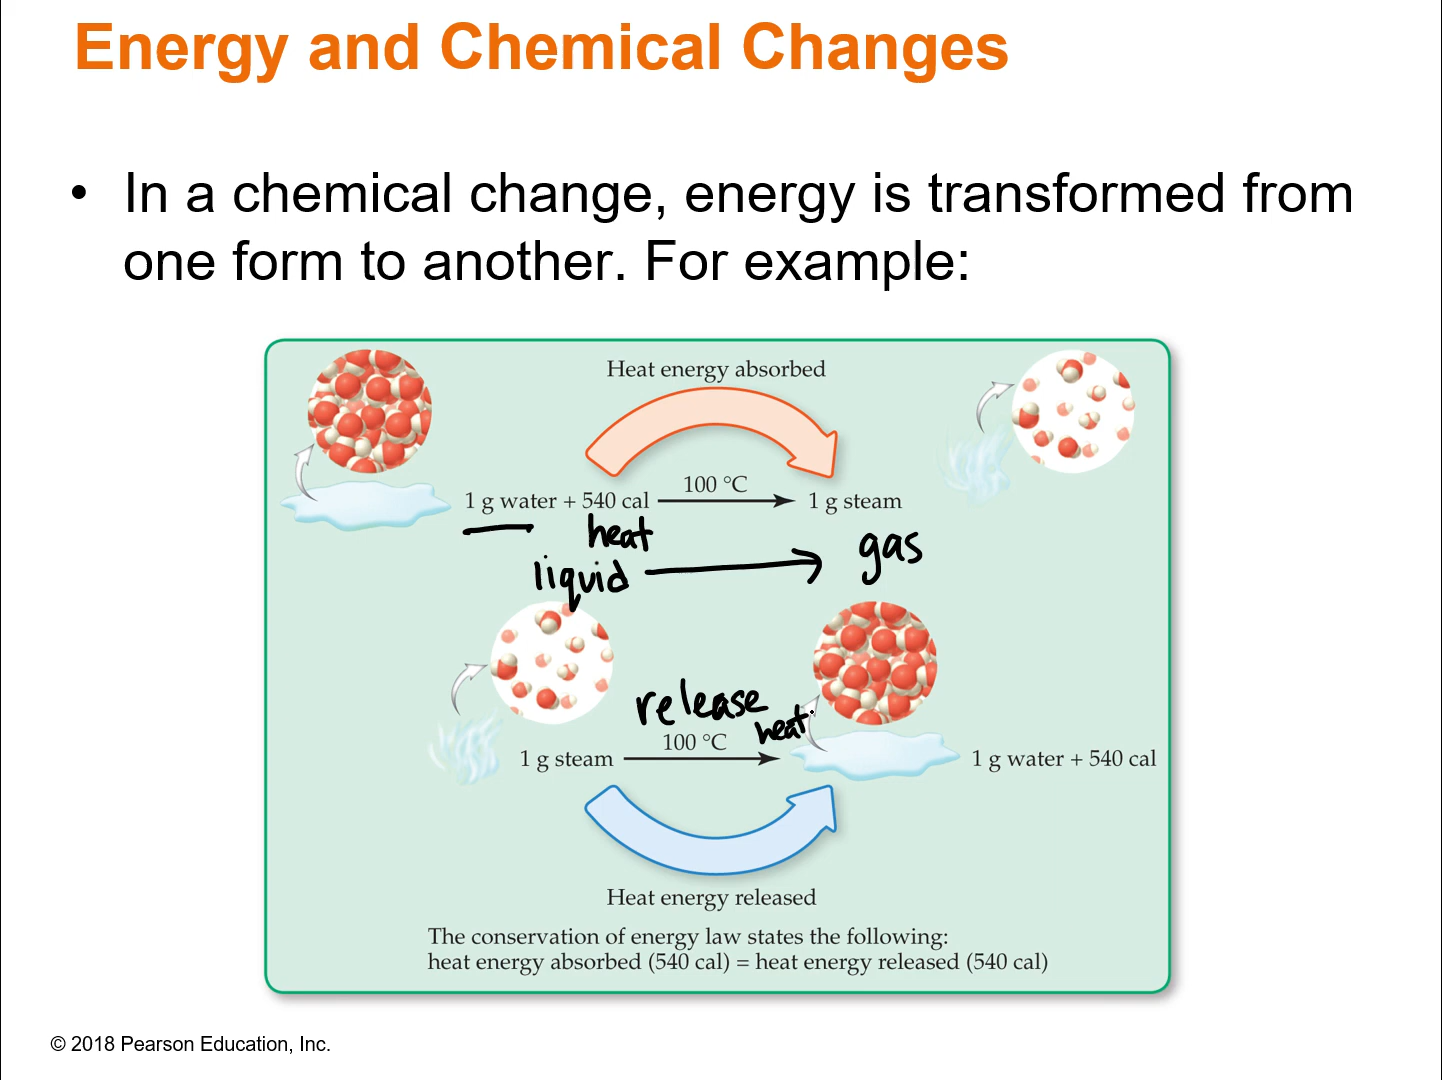 Energy and Chemical Changes
• In a chemical change, energy is transformed from
one form to another. For example:
Heat energy absorbed
1 g water + 540 cal 100 °C 1 g steam
heat
liquid → gas
release
heat
1 g steam 100 °C 1 g water + 540 cal
Heat energy released
The conservation of energy law states the following:
heat energy absorbed (540 cal) = heat energy released (540 cal)
© 2018 Pearson Education, Inc.